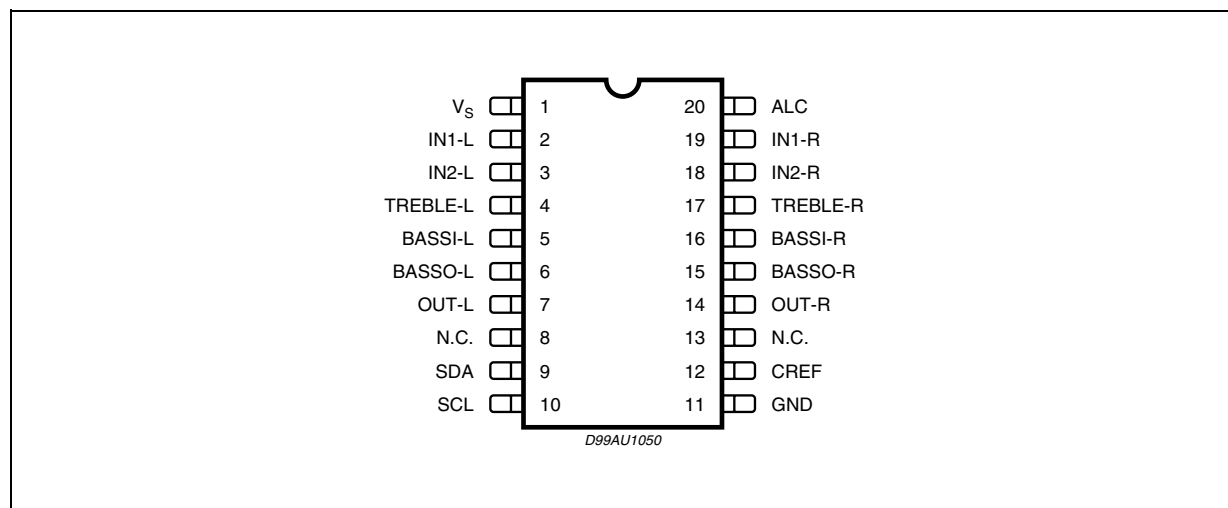 V_S 1 20 ALC
IN1-L 2 19 IN1-R
IN2-L 3 18 IN2-R
TREBLE-L 4 17 TREBLE-R
BASSI-L 5 16 BASSI-R
BASSO-L 6 15 BASSO-R
OUT-L 7 14 OUT-R
N.C. 8 13 N.C.
SDA 9 12 CREF
SCL 10 11 GND
D99AU1050